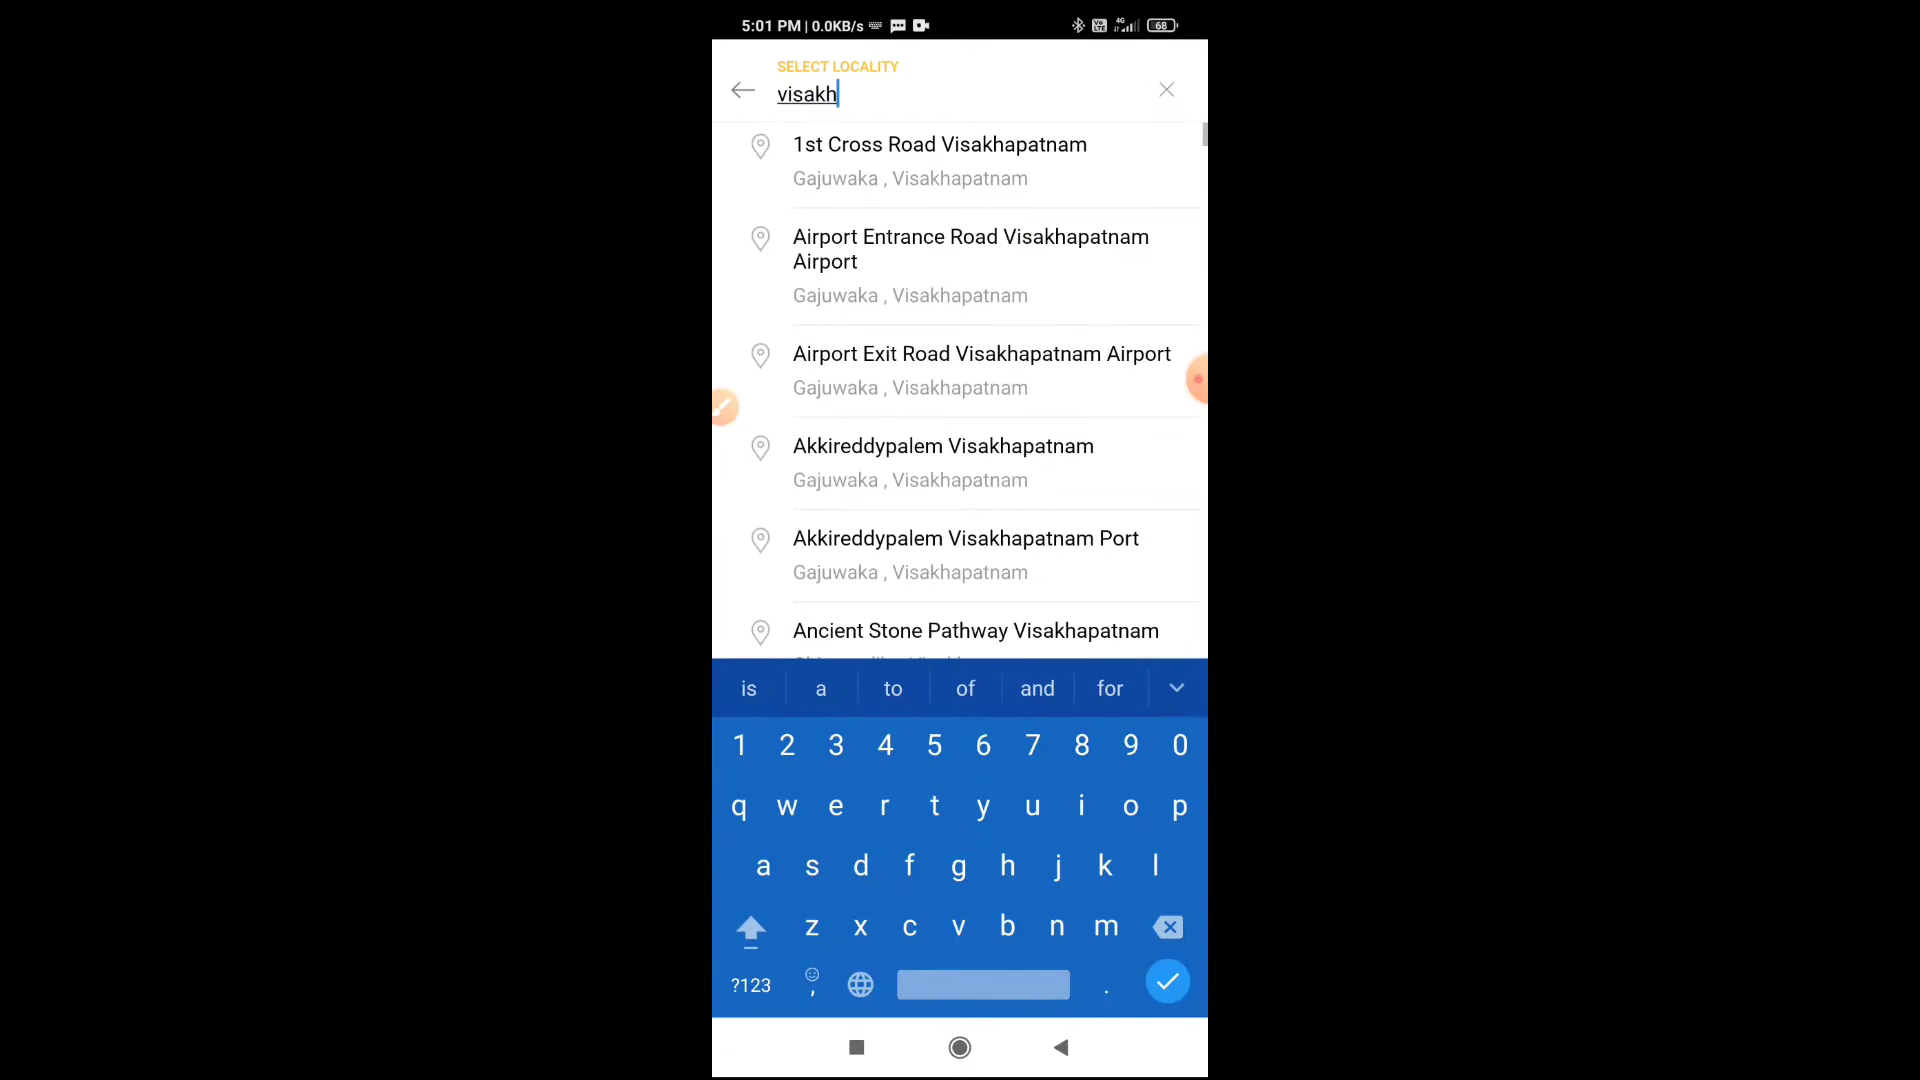 5:01 PM | 0.0KB/s
4G
Vo LTE
68
SELECT LOCALITY
visakh
1st Cross Road Visakhapatnam
Gajuwaka , Visakhapatnam
Airport Entrance Road Visakhapatnam
Airport
Gajuwaka , Visakhapatnam
Airport Exit Road Visakhapatnam Airport
Gajuwaka , Visakhapatnam
Akkireddypalem Visakhapatnam
Gajuwaka , Visakhapatnam
Akkireddypalem Visakhapatnam Port
Gajuwaka , Visakhapatnam
Ancient Stone Pathway Visakhapatnam
is a to of and for
1 2 3 4 5 6 7 8 9 0
q w e r t y u i o p
a s d f g h j k l
z x c v b n m
?123 , .